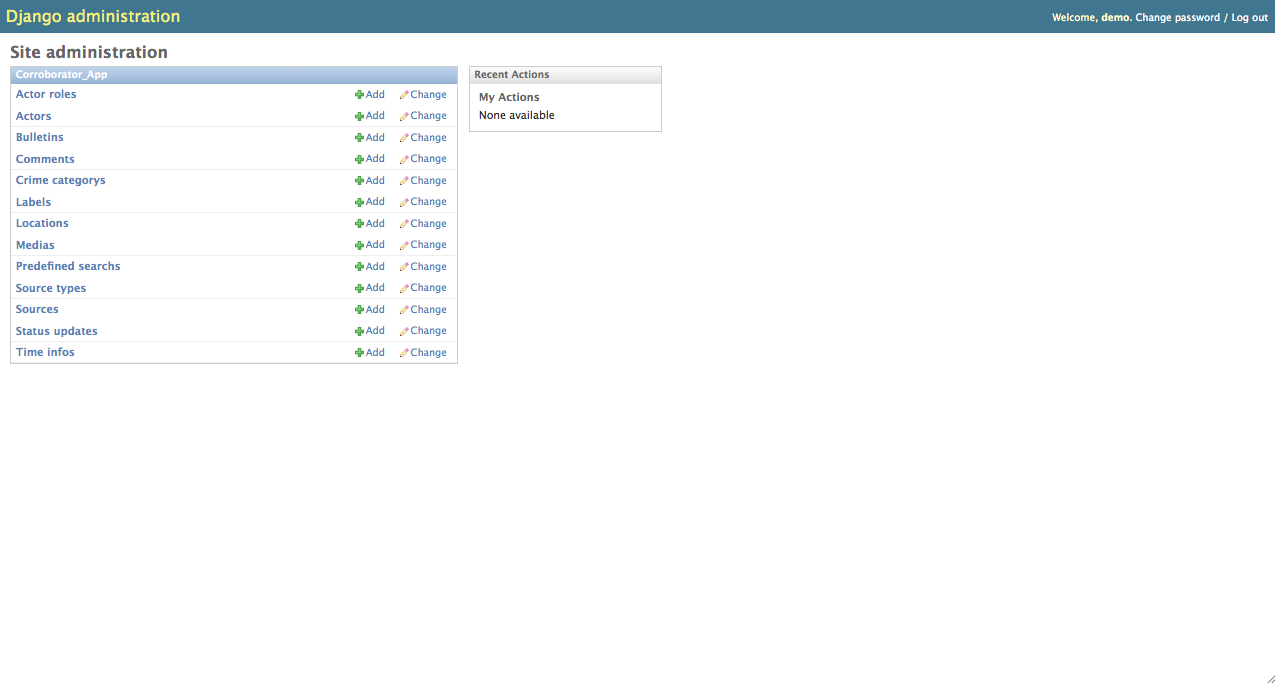 Django administration
Welcome, demo. Change password / Log out
Site administration
Corroborator_App
Actor roles Add Change
Actors Add Change
Bulletins Add Change
Comments Add Change
Crime categorys Add Change
Labels Add Change
Locations Add Change
Medias Add Change
Predefined searchs Add Change
Source types Add Change
Sources Add Change
Status updates Add Change
Time infos Add Change
Recent Actions
My Actions
None available